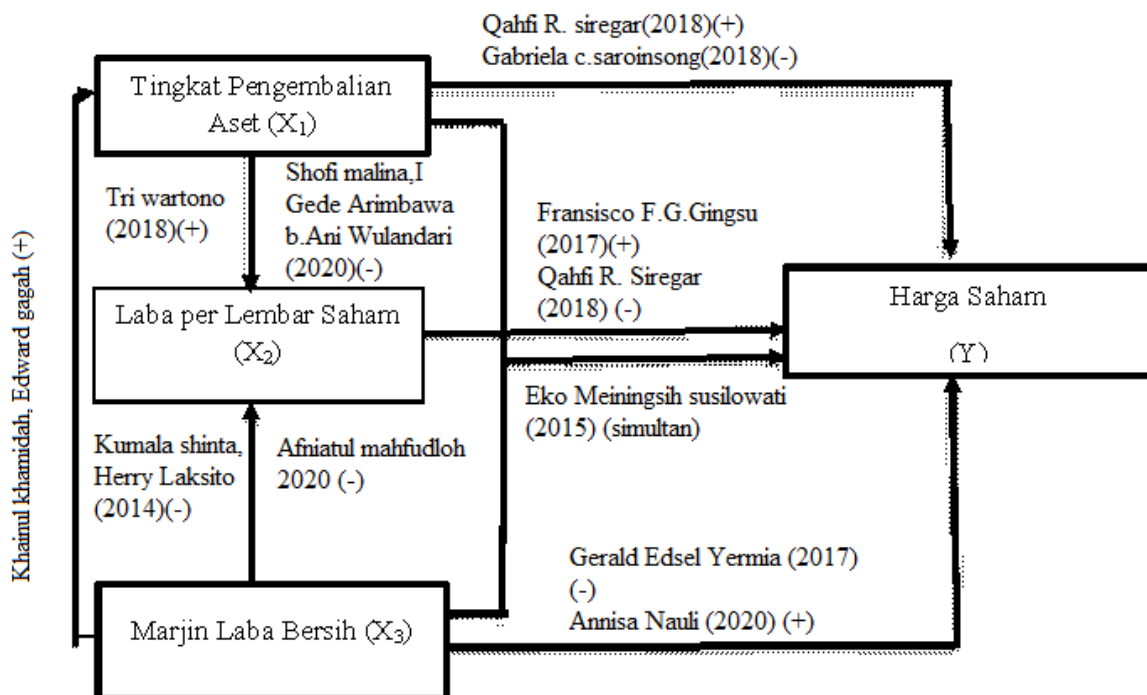 Qahfi R. siregar(2018)(+)
Gabriela c.saroinsong(2018)(-)
Tingkat Pengembalian
Aset (X₁)
Tri wartono
(2018)(+)
Shofi malina,I
Gede Arimbawa
b.Ani Wulandari
(2020)(-)
Fransisco F.G.Gingsu
(2017)(+)
Qahfi R. Siregar
(2018) (-)
Khainul khamidah, Edward gagah (+)
Laba per Lembar Saham
(X₂)
Harga Saham
(Y)
Eko Meiningsih susilowati
(2015) (simultan)
Kumala shinta,
Herry Laksito
(2014)(-)
Afniatul mahfudloh
2020 (-)
Gerald Edsel Yermia (2017)
(-)
Annisa Nauli (2020) (+)
Marjin Laba Bersih (X₃)